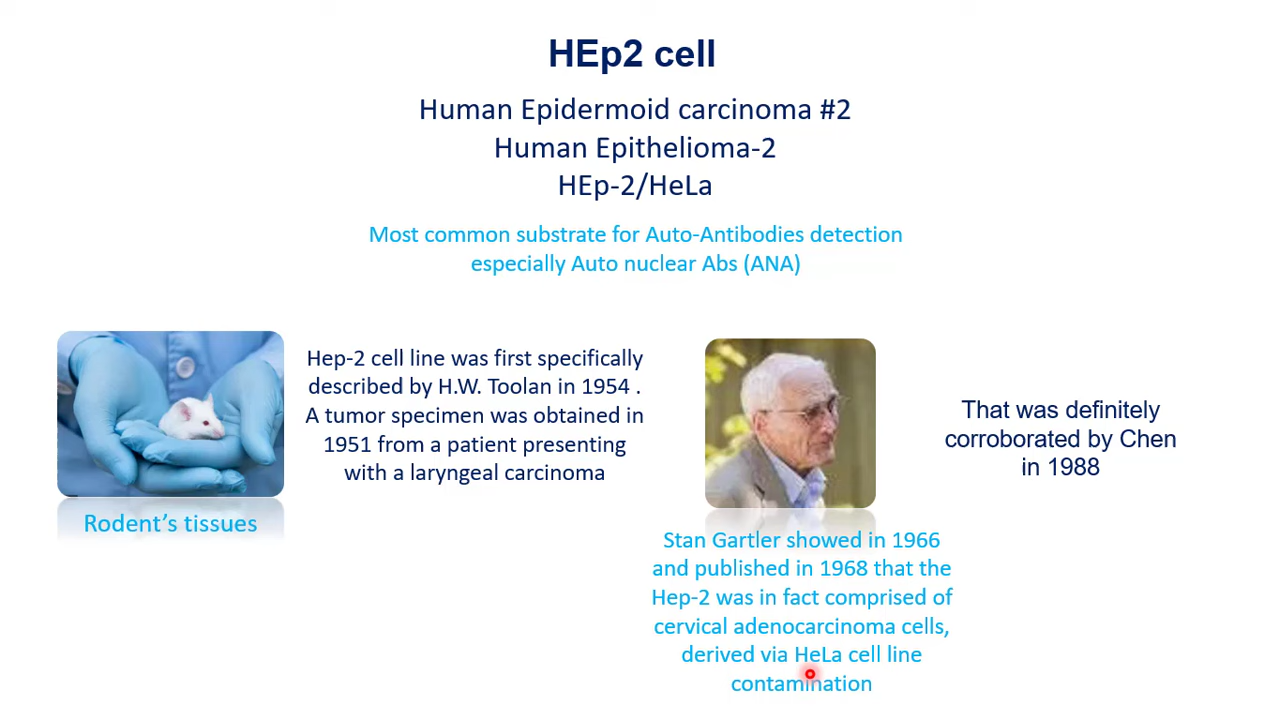 HEp2 cell
Human Epidermoid carcinoma #2
Human Epithelioma-2
HEp-2/HeLa
Most common substrate for Auto-Antibodies detection
especially Auto nuclear Abs (ANA)
Rodent's tissues
Hep-2 cell line was first specifically
described by H.W. Toolan in 1954 .
A tumor specimen was obtained in
1951 from a patient presenting
with a laryngeal carcinoma
Stan Gartler showed in 1966
and published in 1968 that the
Hep-2 was in fact comprised of
cervical adenocarcinoma cells,
derived via HeLa cell line
contamination
That was definitely
corroborated by Chen
in 1988